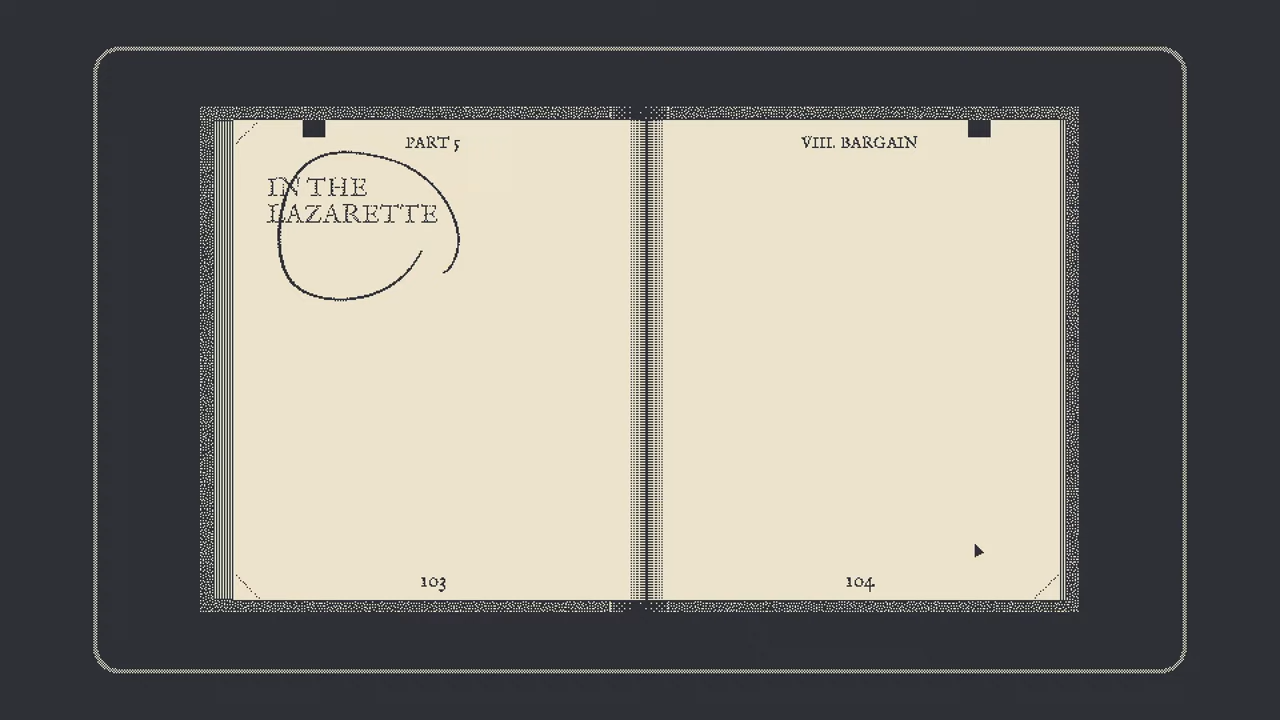 PART 5
IN THE
LAZARETTE
103
VIII. BARGAIN
104